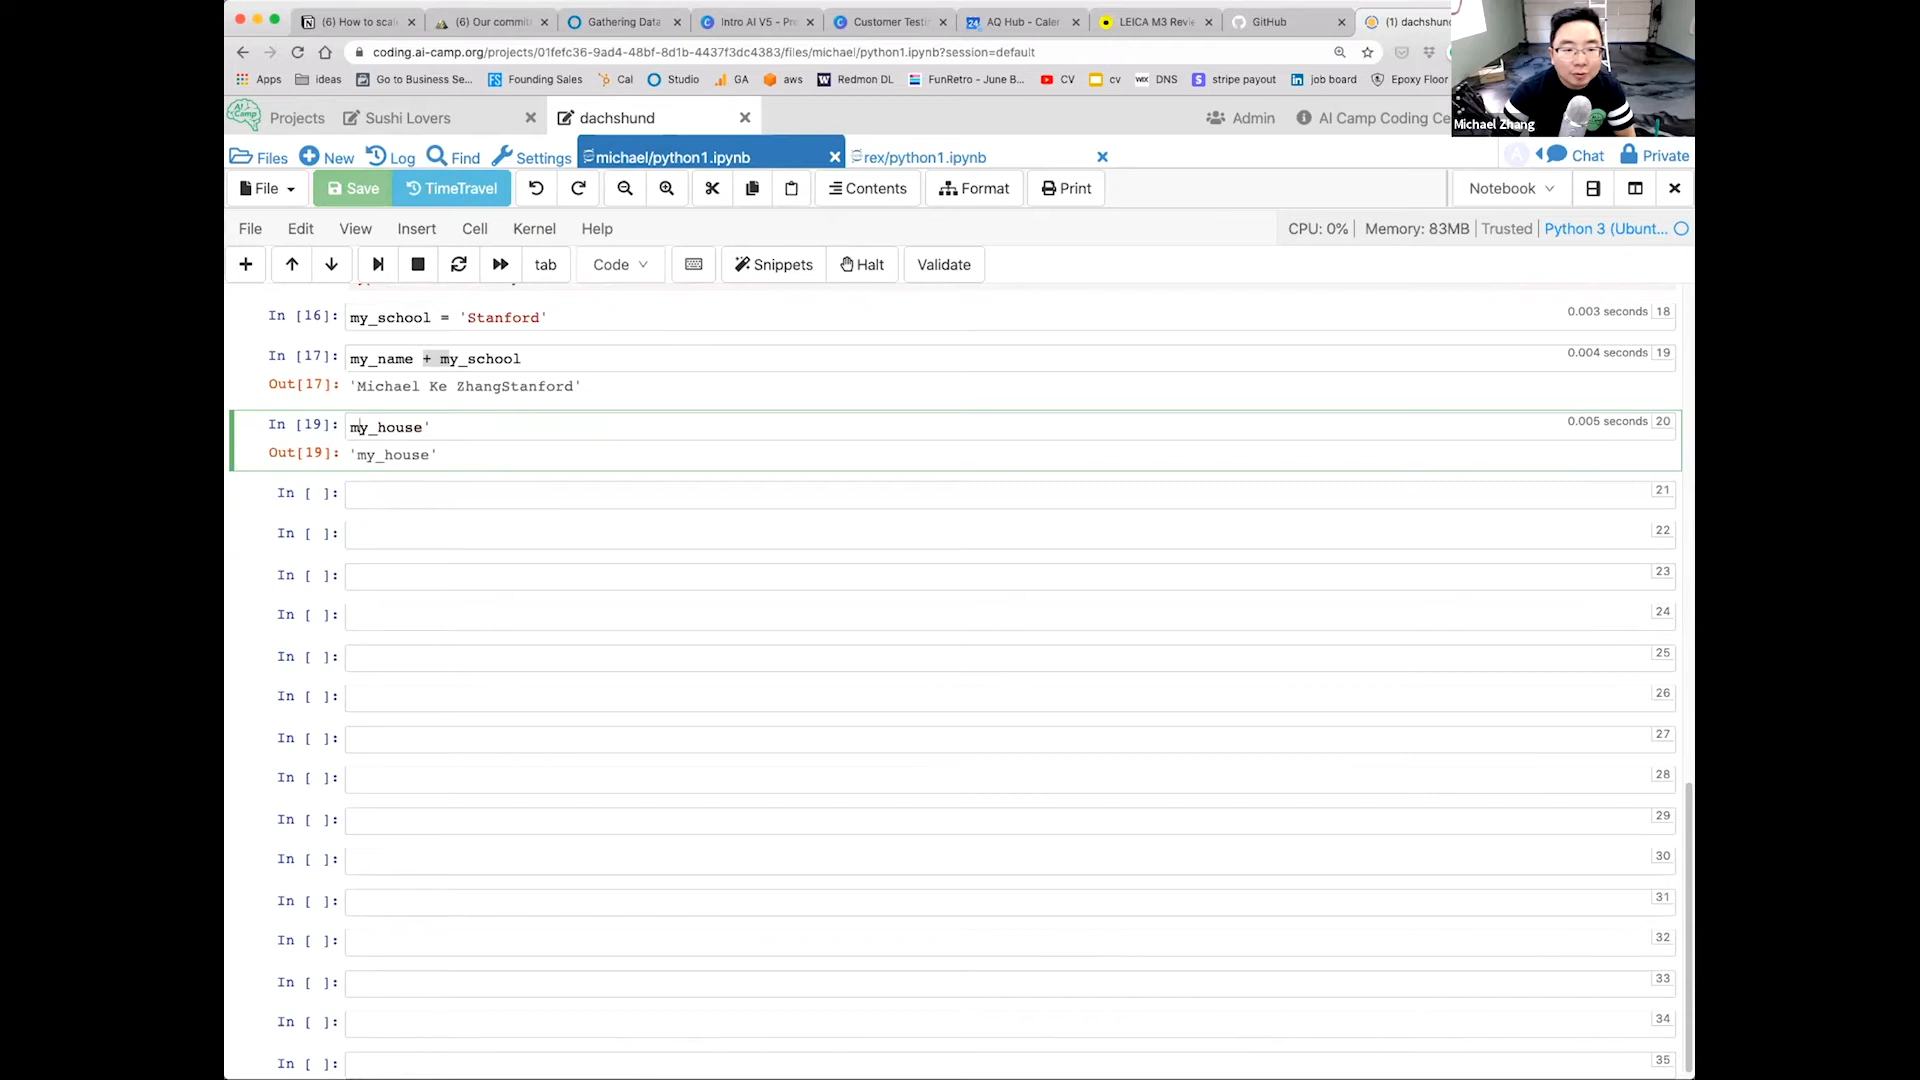 (6) How to scal
(6) Our commit
Gathering Data
Intro AI V5 - Pre
Customer Testi
AQ Hub - Calen
LEICA M3 Revie
GitHub
(1) dachshund
coding.ai-camp.org/projects/01fefc36-9ad4-48bf-8d1b-4437f3dc4383/files/michael/python1.ipynb?session=default
Apps ideas Go to Business Se... Founding Sales Cal Studio GA aws Redmon DL FunRetro - June B... CV cv DNS stripe payout job board Epoxy Floor
Michael Zhang
AI Camp Projects Sushi Lovers dachshund Admin AI Camp Coding Ce
Files New Log Find Settings michael/python1.ipynb rex/python1.ipynb Chat Private
File Save TimeTravel Contents Format Print Notebook
File Edit View Insert Cell Kernel Help CPU: 0% Memory: 83MB Trusted Python 3 (Ubunt...
tab Code Snippets Halt Validate
In [16]: my_school = 'Stanford' 0.003 seconds 18
In [17]: my_name + my_school 0.004 seconds 19
Out[17]: 'Michael Ke ZhangStanford'
In [19]: my_house' 0.005 seconds 20
Out[19]: 'my_house'
In [ ]: 21
In [ ]: 22
In [ ]: 23
In [ ]: 24
In [ ]: 25
In [ ]: 26
In [ ]: 27
In [ ]: 28
In [ ]: 29
In [ ]: 30
In [ ]: 31
In [ ]: 32
In [ ]: 33
In [ ]: 34
In [ ]: 35